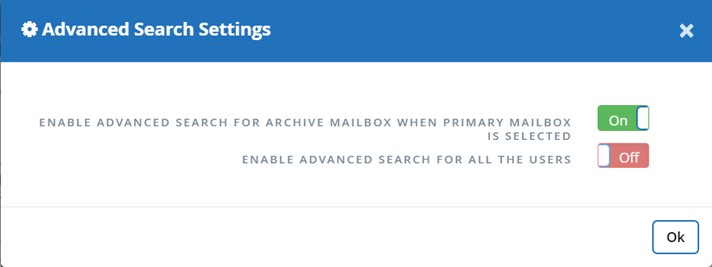 Advanced Search Settings
ENABLE ADVANCED SEARCH FOR ARCHIVE MAILBOX WHEN PRIMARY MAILBOX
IS SELECTED
On
ENABLE ADVANCED SEARCH FOR ALL THE USERS
Off
Ok